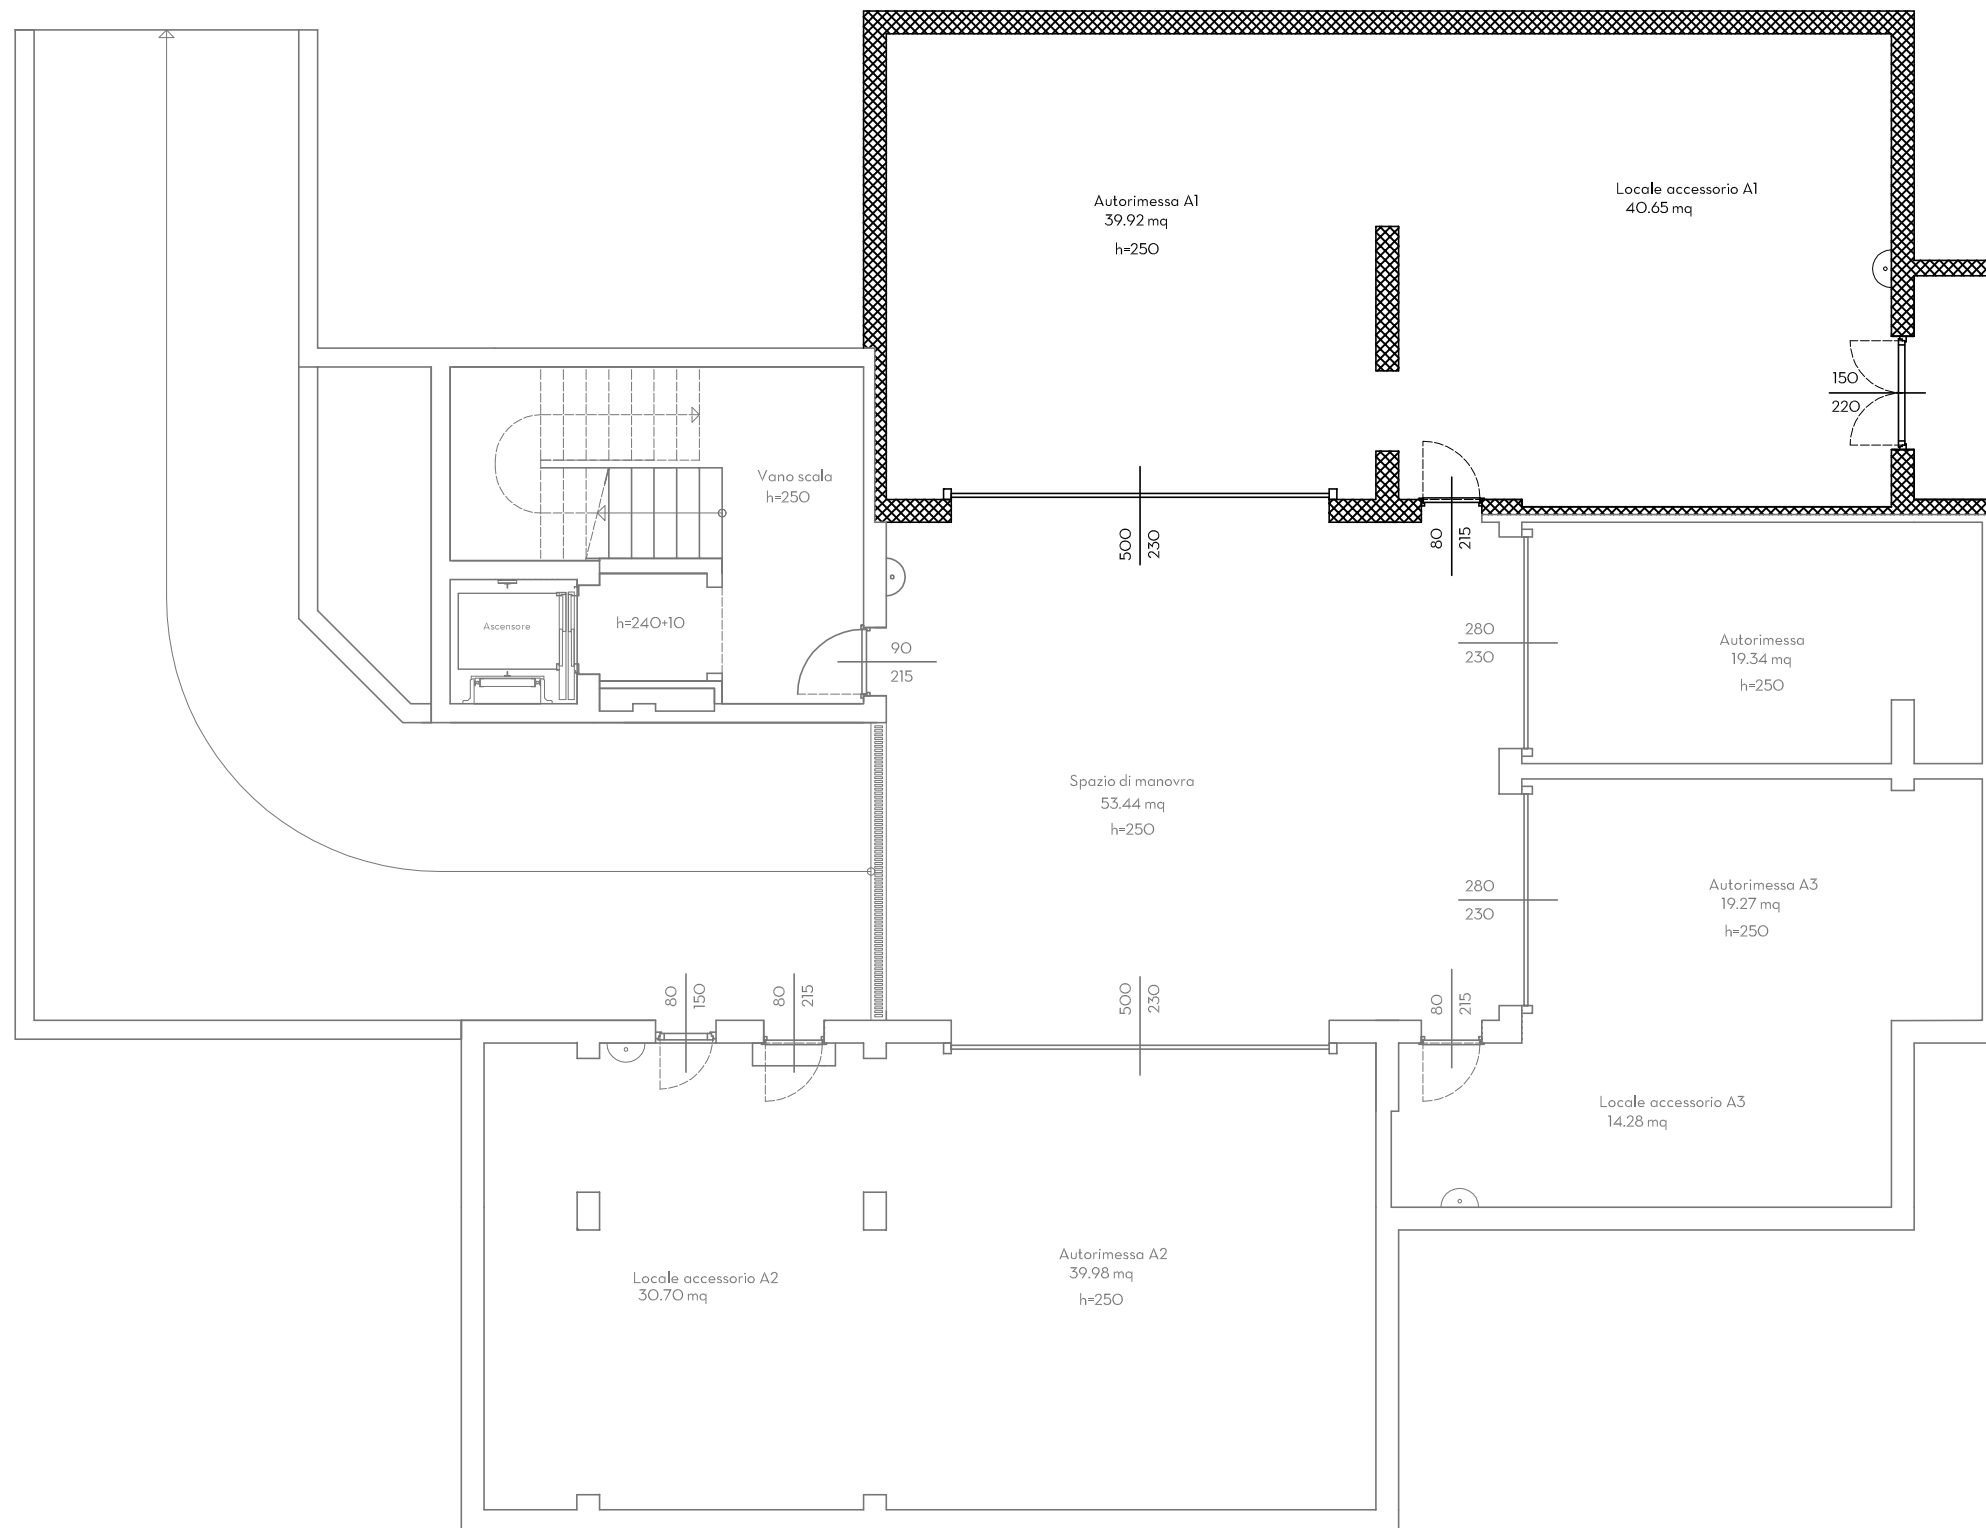 Autorimessa A1
39.92 mq
h=250
Locale accessorio A1
40.65 mq
150
220
Vano scala
h=250
500
230
80
215
Ascensore
h=240+10
90
215
280
230
Autorimessa
19.34 mq
h=250
Spazio di manovra
53.44 mq
h=250
280
230
Autorimessa A3
19.27 mq
h=250
80
150
80
215
500
230
80
215
Locale accessorio A3
14.28 mq
Locale accessorio A2
30.70 mq
Autorimessa A2
39.98 mq
h=250